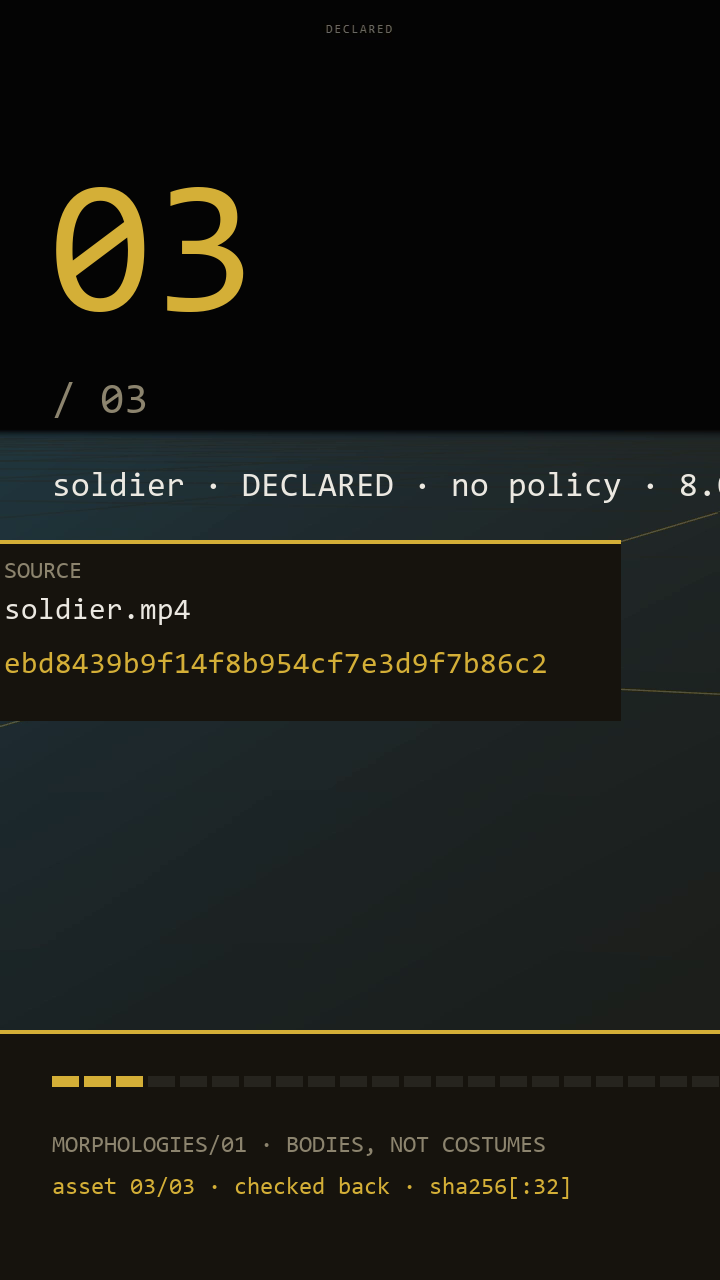 DECLARED
03
/ 03
soldier · DECLARED · no policy · 8.
SOURCE
soldier.mp4
ebd8439b9f14f8b954cf7e3d9f7b86c2
MORPHOLOGIES/01 · BODIES, NOT COSTUMES
asset 03/03 · checked back · sha256[:32]